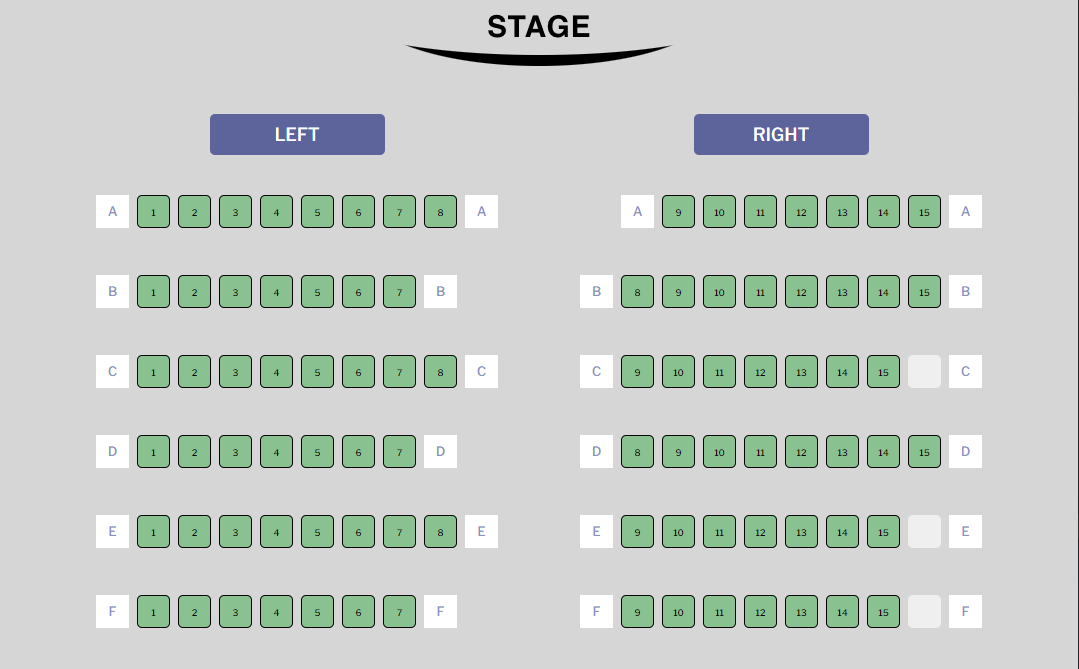 STAGE
LEFT RIGHT
A 1 2 3 4 5 6 7 8 A A 9 10 11 12 13 14 15 A
B 1 2 3 4 5 6 7 B B 8 9 10 11 12 13 14 15 B
C 1 2 3 4 5 6 7 8 C C 9 10 11 12 13 14 15 C
D 1 2 3 4 5 6 7 D D 8 9 10 11 12 13 14 15 D
E 1 2 3 4 5 6 7 8 E E 9 10 11 12 13 14 15 E
F 1 2 3 4 5 6 7 F F 9 10 11 12 13 14 15 F